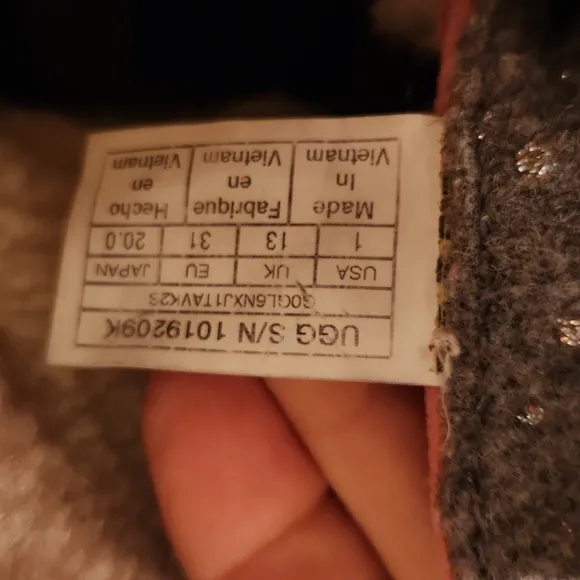 UGG S/N 1019209K
USA UK EU JAPAN
1 13 31 20.0
Made Fabrique Hecho
In en en
Vietnam Vietnam Vietnam